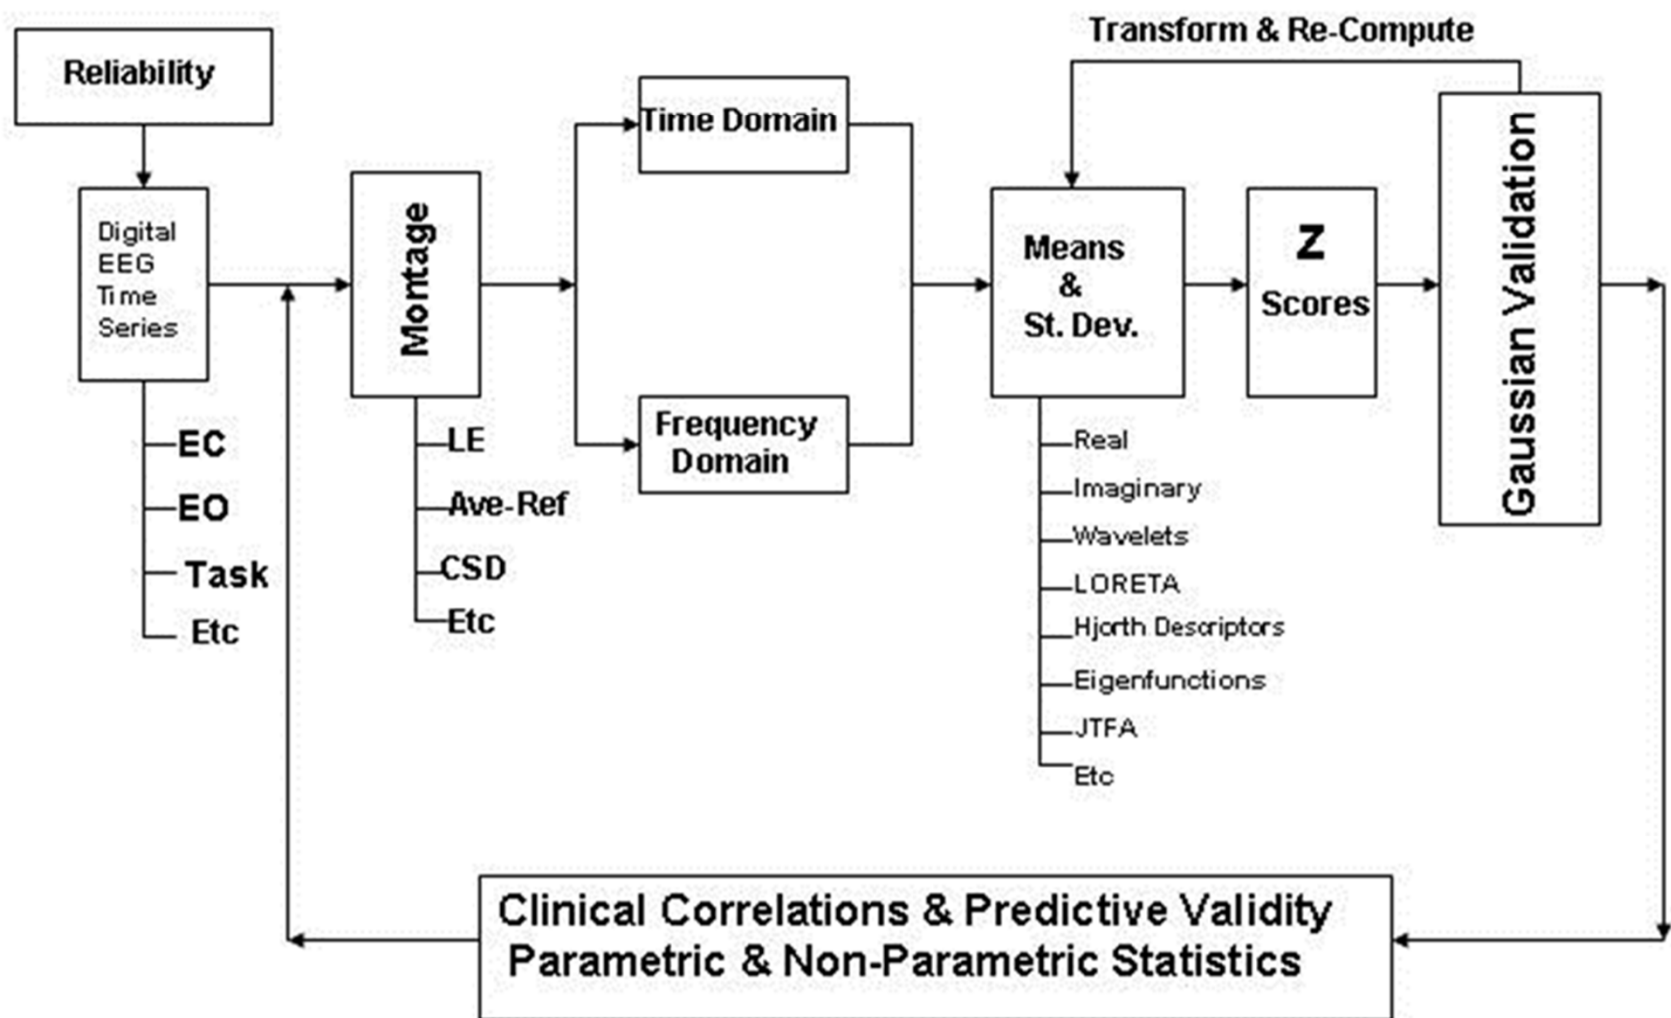 Transform & Re-Compute
Reliability
Digital
EEG
Time
Series
EC
EO
Task
Etc
Montage
LE
Ave-Ref
CSD
Etc
Time Domain
Frequency
Domain
Means
&
St. Dev.
Real
Imaginary
Wavelets
LORETA
Hjorth Descriptors
Eigenfunctions
JTFA
Etc
Z
Scores
Gaussian Validation
Clinical Correlations & Predictive Validity
Parametric & Non-Parametric Statistics